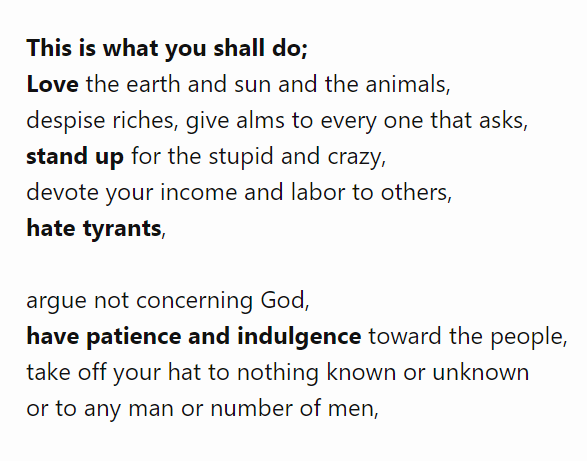 This is what you shall do;
Love the earth and sun and the animals,
despise riches, give alms to every one that asks,
stand up for the stupid and crazy,
devote your income and labor to others,
hate tyrants,
argue not concerning God,
have patience and indulgence toward the people,
take off your hat to nothing known or unknown
or to any man or number of men,